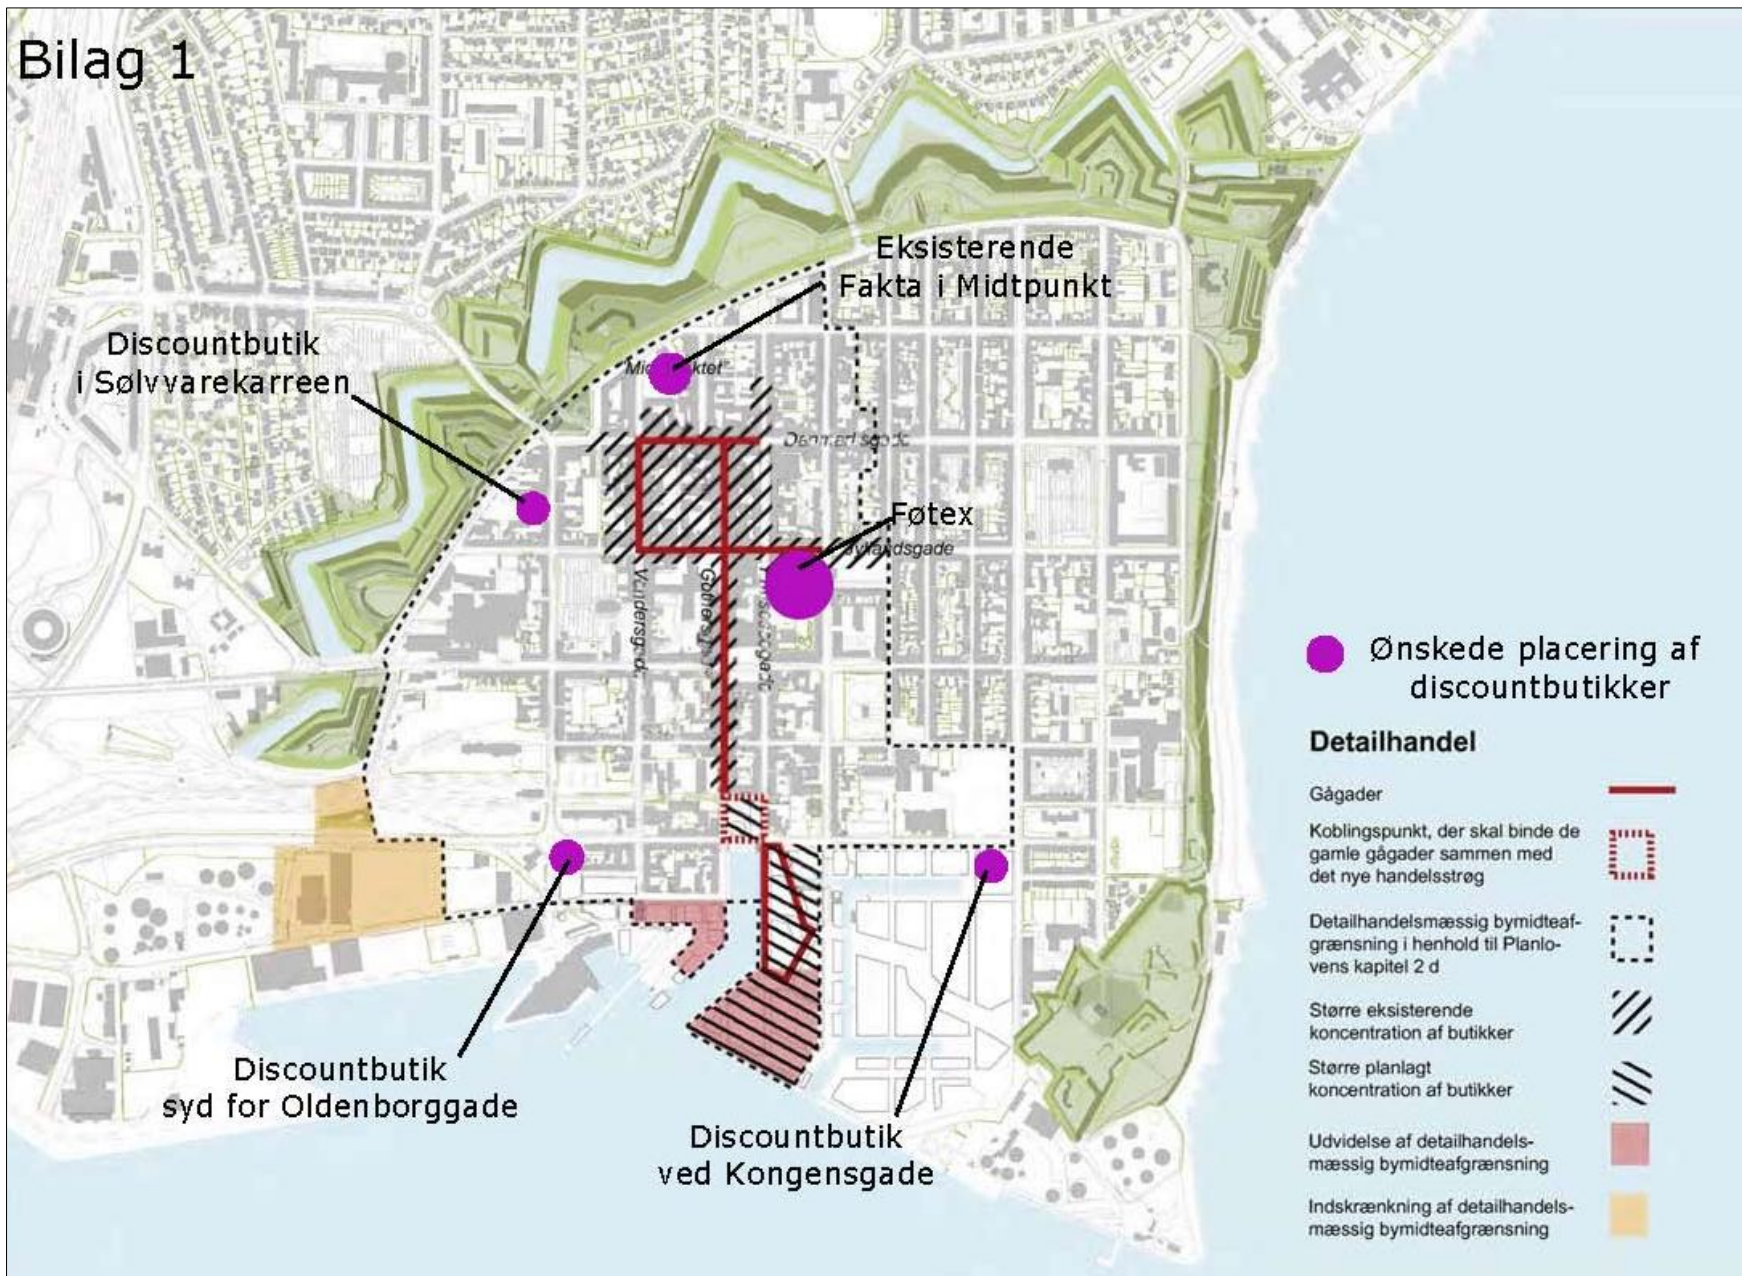 Bilag 1
Eksisterende
Fakta i Midtpunkt
Discountbutik
i Sølvvarekarreen
Føtex
Discountbutik
syd for Oldenborggade
Discountbutik
ved Kongensgade
Ønskede placering af
discountbutikker
Detailhandel
Gågader
Koblingspunkt, der skal binde de
gamle gågader sammen med
det nye handelsstrøg
Detailhandelsmæssig bymidteaf-
grænsning i henhold til Planlo-
vens kapitel 2 d
Større eksisterende
koncentration af butikker
Større planlagt
koncentration af butikker
Udvidelse af detailhandels-
mæssig bymidteafgrænsning
Indskrænkning af detailhandels-
mæssig bymidteafgrænsning